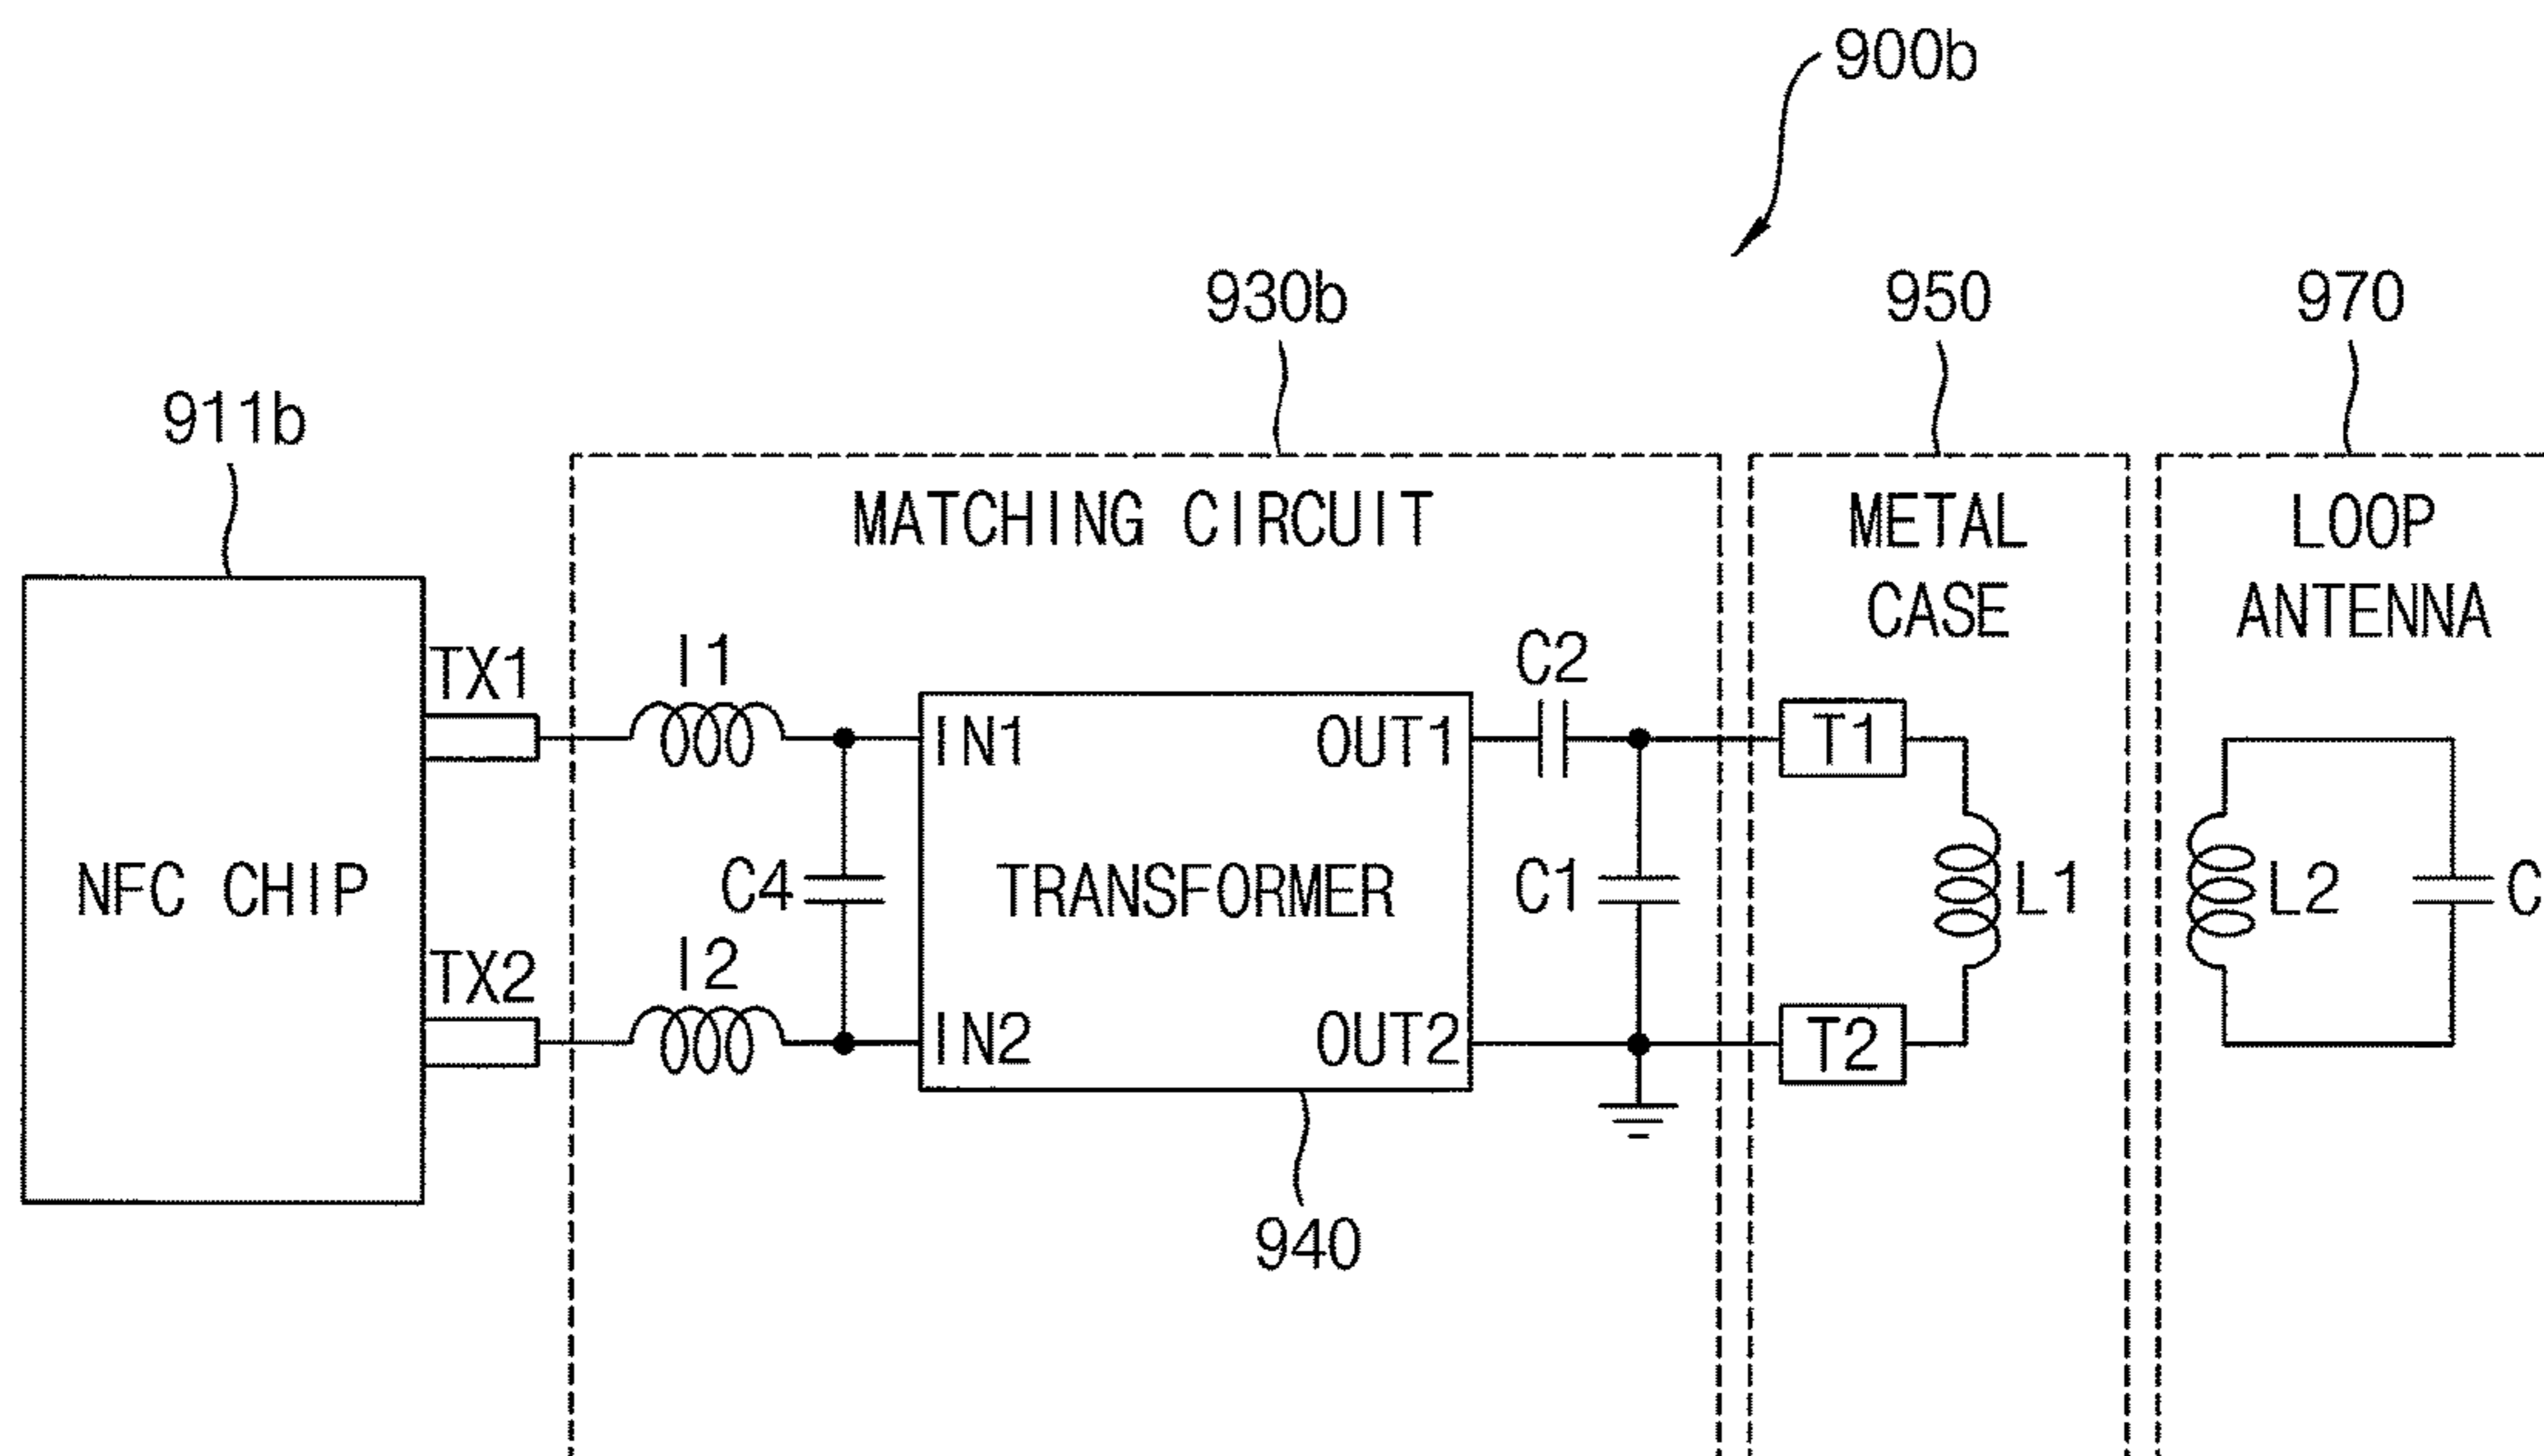 900b
930b
950
970
911b
MATCHING CIRCUIT
METAL
CASE
LOOP
ANTENNA
TX1
I1
C2
IN1
OUT1
T1
NFC CHIP
C4
TRANSFORMER
C1
L1
L2
C
TX2
I2
IN2
OUT2
T2
940